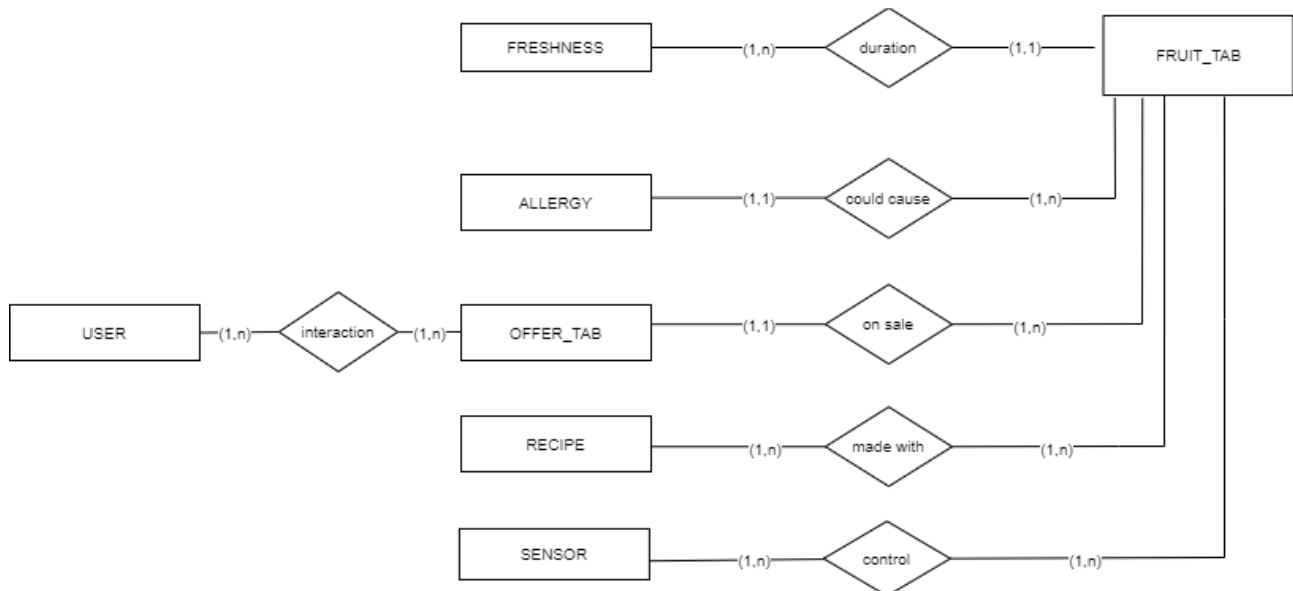 FRESHNESS (1,n) duration (1,1) FRUIT_TAB
ALLERGY (1,1) could cause (1,n)
USER (1,n) interaction (1,n) OFFER_TAB (1,1) on sale (1,n)
RECIPE (1,n) made with (1,n)
SENSOR (1,n) control (1,n)